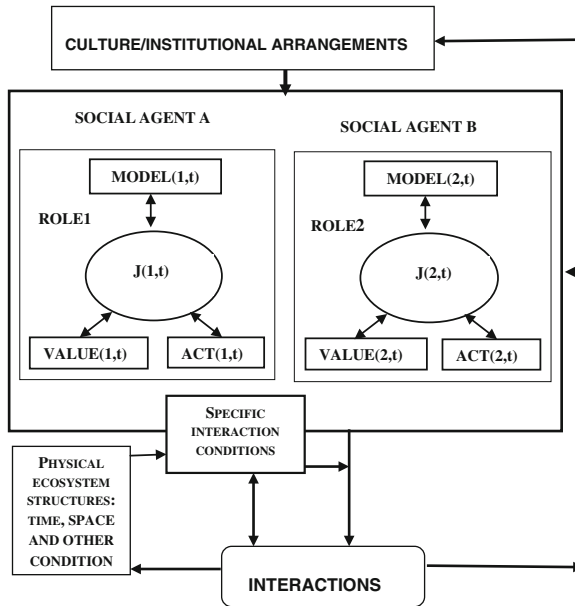 CULTURE/INSTITUTIONAL ARRANGEMENTS
SOCIAL AGENT A
SOCIAL AGENT B
MODEL(1,t)
MODEL(2,t)
ROLE1
ROLE2
J(1,t)
J(2,t)
VALUE(1,t)
ACT(1,t)
VALUE(2,t)
ACT(2,t)
SPECIFIC
INTERACTION
CONDITIONS
PHYSICAL
ECOSYSTEM
STRUCTURES:
TIME, SPACE
AND OTHER
CONDITION
INTERACTIONS